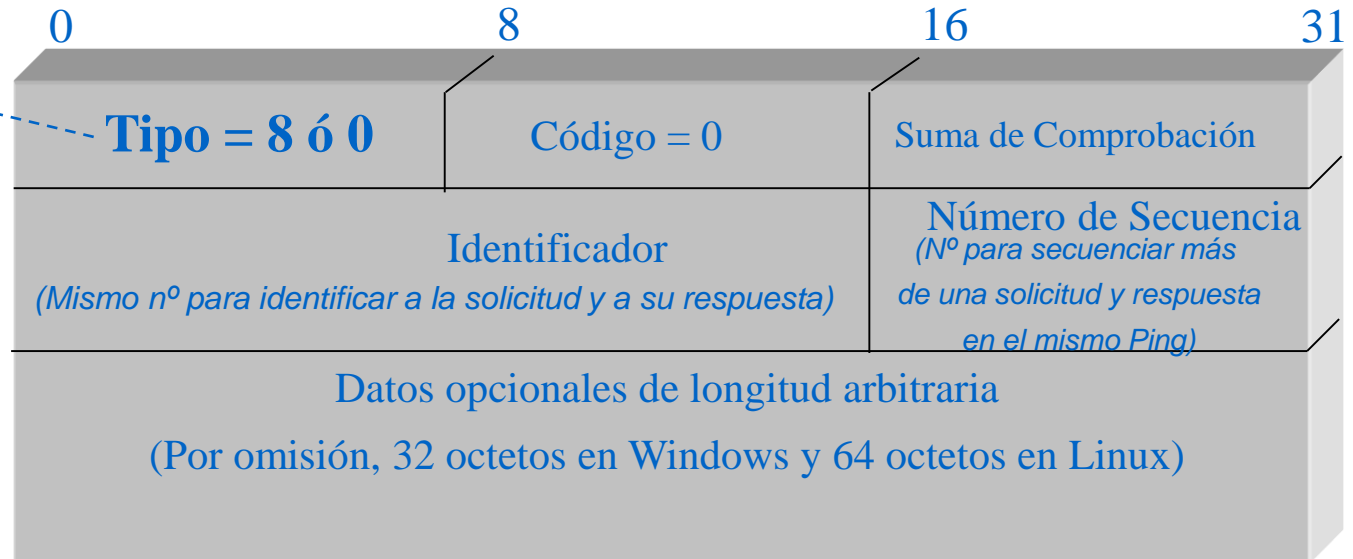 0 8 16 31
Tipo = 8 ó 0 Código = 0 Suma de Comprobación
Identificador
(Mismo nº para identificar a la solicitud y a su respuesta)
Número de Secuencia
(Nº para secuenciar más
de una solicitud y respuesta
en el mismo Ping)
Datos opcionales de longitud arbitraria
(Por omisión, 32 octetos en Windows y 64 octetos en Linux)